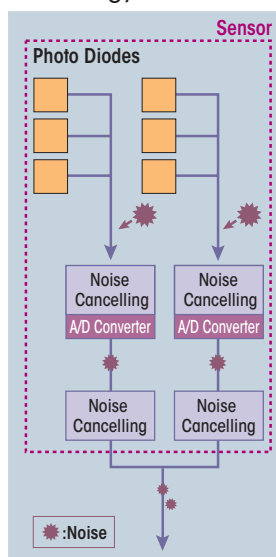 Sensor
Photo Diodes
Noise
Cancelling
A/D Converter
Noise
Cancelling
A/D Converter
Noise
Cancelling
Noise
Cancelling
:Noise